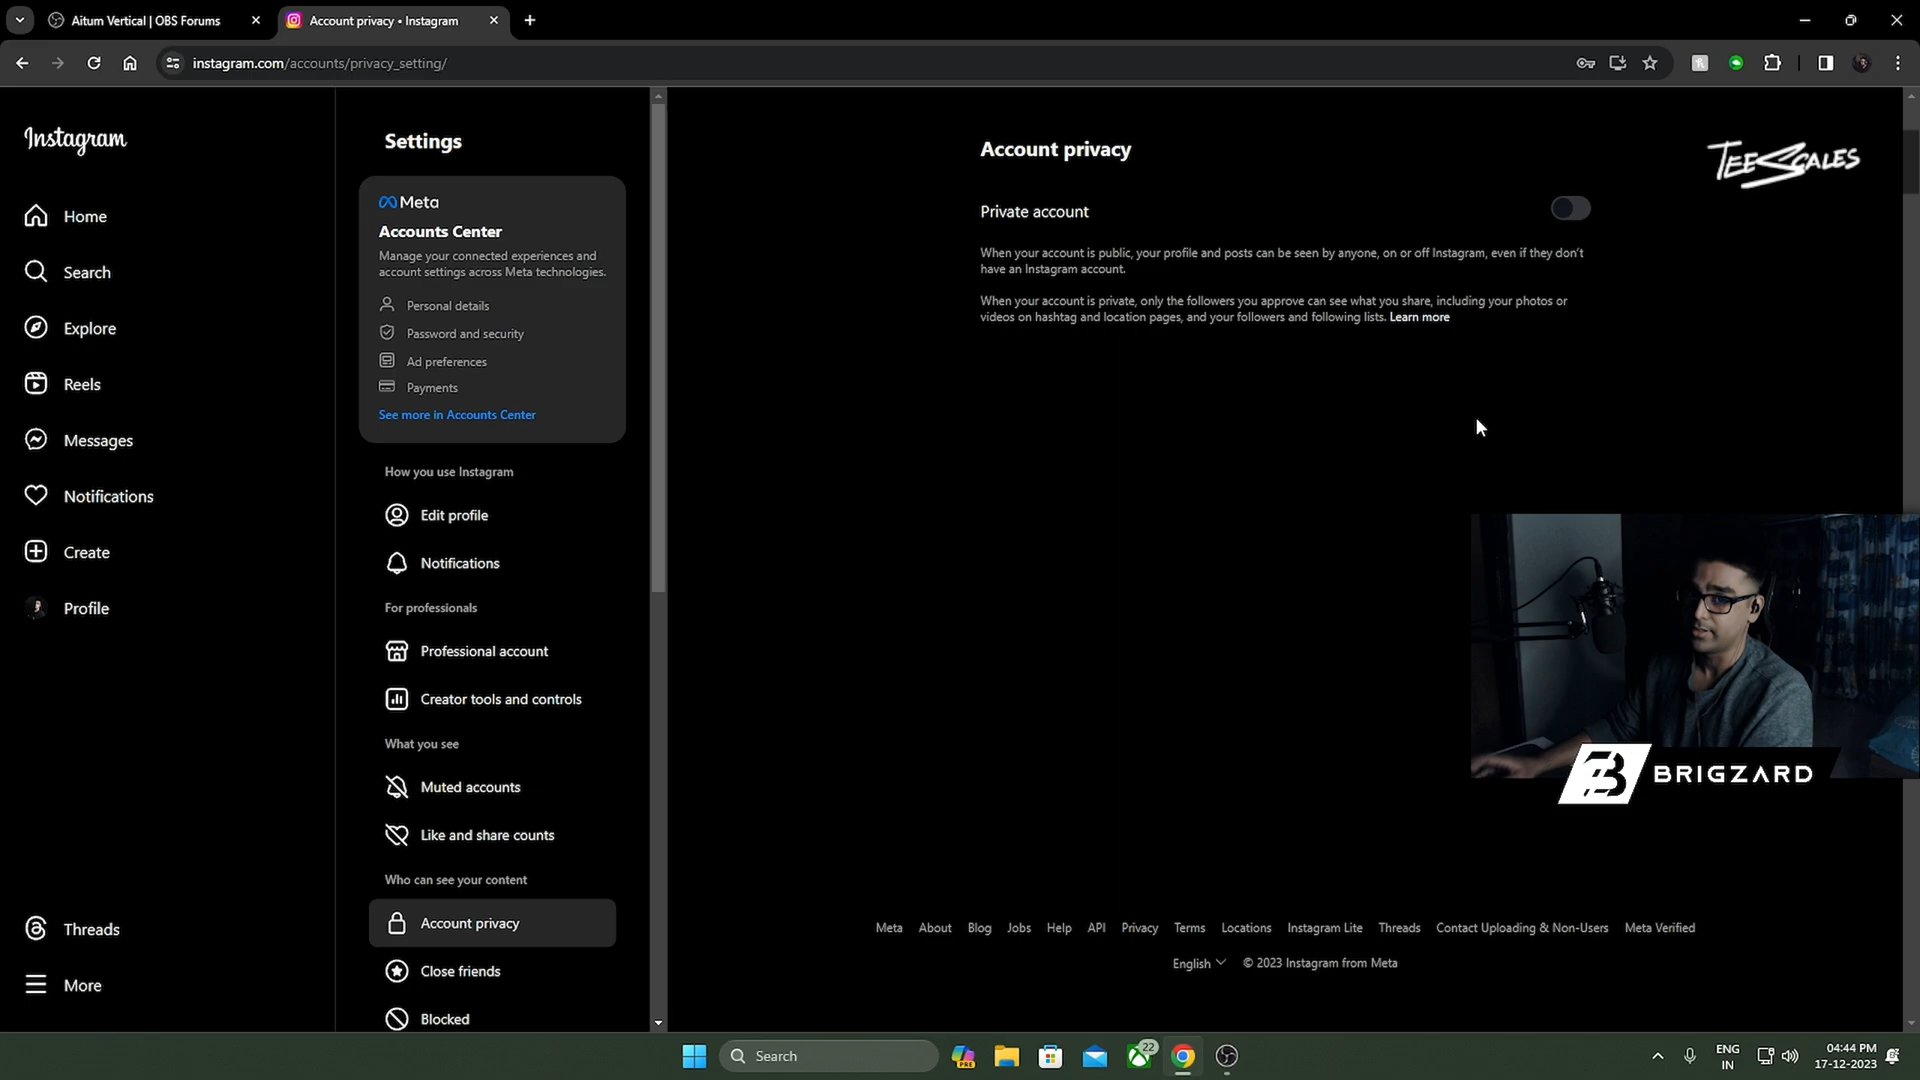 Aitum Vertical | OBS Forums
Account privacy • Instagram
instagram.com/accounts/privacy_setting/
Instagram
Home
Search
Explore
Reels
Messages
Notifications
Create
Profile
Threads
More
Settings
Meta
Accounts Center
Manage your connected experiences and
account settings across Meta technologies.
Personal details
Password and security
Ad preferences
Payments
See more in Accounts Center
How you use Instagram
Edit profile
Notifications
For professionals
Professional account
Creator tools and controls
What you see
Muted accounts
Like and share counts
Who can see your content
Account privacy
Close friends
Blocked
Account privacy
Private account
When your account is public, your profile and posts can be seen by anyone, on or off Instagram, even if they don't
have an Instagram account.
When your account is private, only the followers you approve can see what you share, including your photos or
videos on hashtag and location pages, and your followers and following lists. Learn more
TEESCALES
BRIGZARD
Meta About Blog Jobs Help API Privacy Terms Locations Instagram Lite Threads Contact Uploading & Non-Users Meta Verified
English © 2023 Instagram from Meta
Search
PRE
22
ENG
IN
04:44 PM
17-12-2023